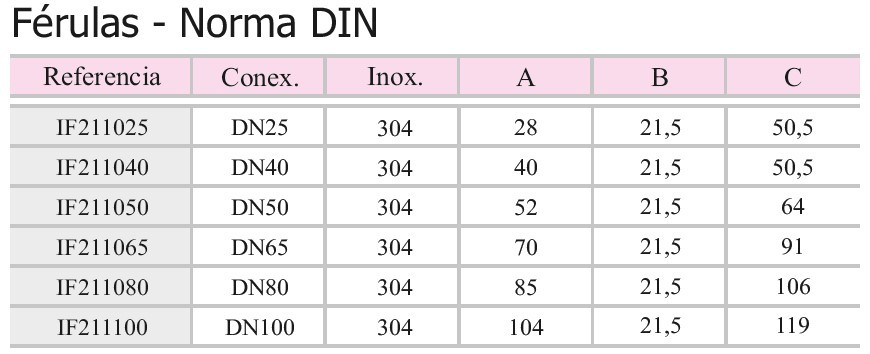 Férulas - Norma DIN
Referencia Conex. Inox. A B C
IF211025 DN25 304 28 21,5 50,5
IF211040 DN40 304 40 21,5 50,5
IF211050 DN50 304 52 21,5 64
IF211065 DN65 304 70 21,5 91
IF211080 DN80 304 85 21,5 106
IF211100 DN100 304 104 21,5 119